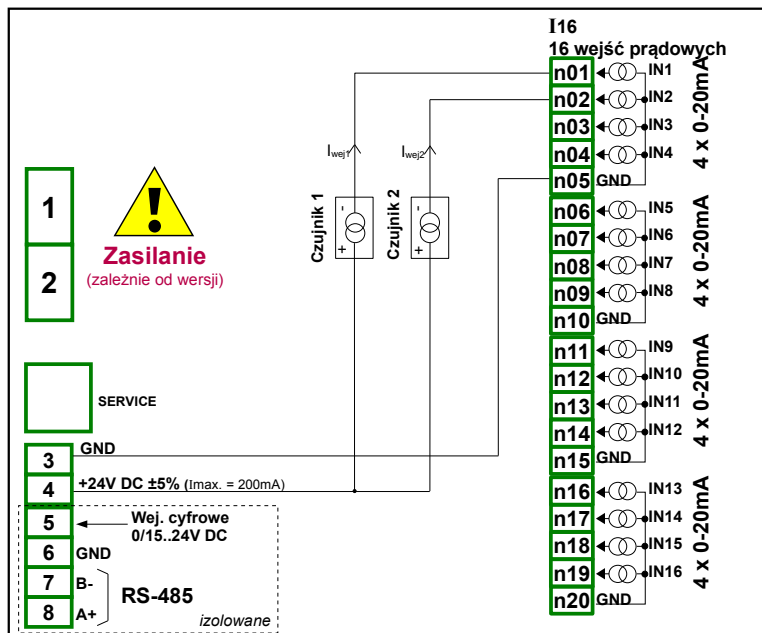 I16
16 wejść prądowych
n01
IN1
n02
IN2
n03
IN3
n04
IN4
n05
GND
4 x 0-20mA
n06
IN5
n07
IN6
n08
IN7
n09
IN8
n10
GND
4 x 0-20mA
n11
IN9
n12
IN10
n13
IN11
n14
IN12
n15
GND
4 x 0-20mA
n16
IN13
n17
IN14
n18
IN15
n19
IN16
n20
GND
4 x 0-20mA
Iwej1
Iwej2
Czujnik 1
- +
Czujnik 2
- +
1
2
!
Zasilanie
(zależnie od wersji)
SERVICE
3
GND
4
+24V DC ±5% (Imax. = 200mA)
5
Wej. cyfrowe
0/15..24V DC
6
GND
7
B-
8
A+
RS-485
izolowane